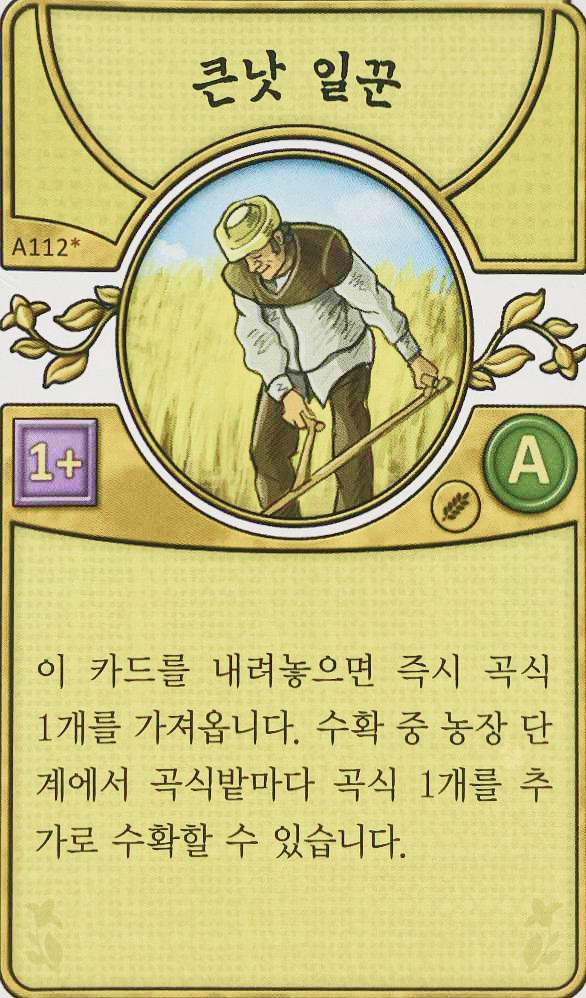 큰낫 일꾼
A112*
1+
A
이 카드를 내려놓으면 즉시 곡식
1개를 가져옵니다. 수확 중 농장 단
계에서 곡식밭마다 곡식 1개를 추
가로 수확할 수 있습니다.